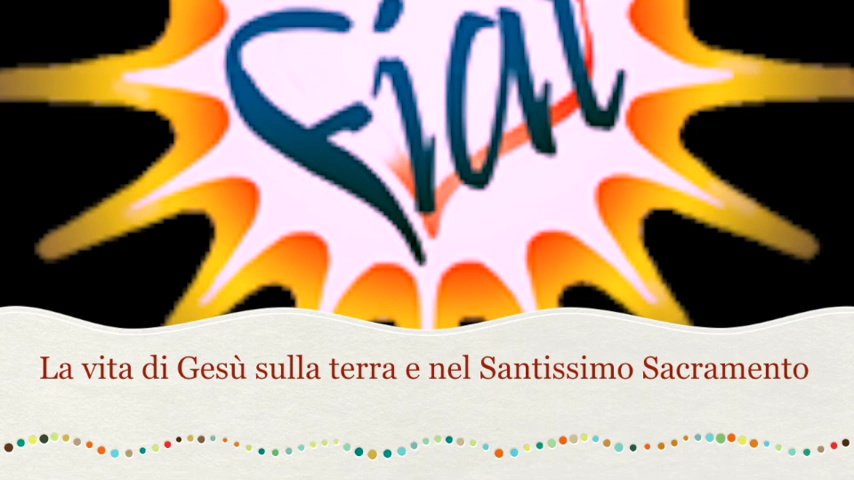 Fiat
La vita di Gesù sulla terra e nel Santissimo Sacramento